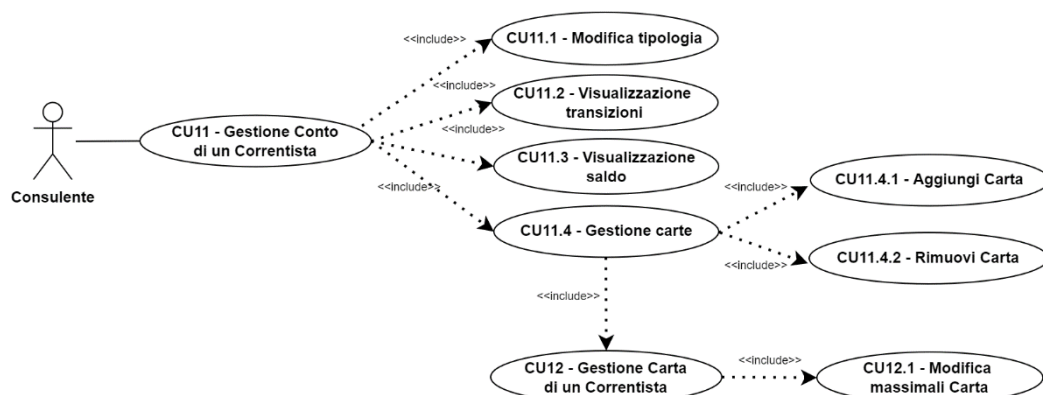 <<include>>
CU11.1 - Modifica tipologia
<<include>>
CU11.2 - Visualizzazione
transizioni
CU11 - Gestione Conto
di un Correntista
<<include>>
CU11.3 - Visualizzazione
saldo
<<include>>
Consulente
CU11.4 - Gestione carte
<<include>>
CU11.4.1 - Aggiungi Carta
<<include>>
CU11.4.2 - Rimuovi Carta
<<include>>
CU12 - Gestione Carta
di un Correntista
<<include>>
CU12.1 - Modifica
massimali Carta